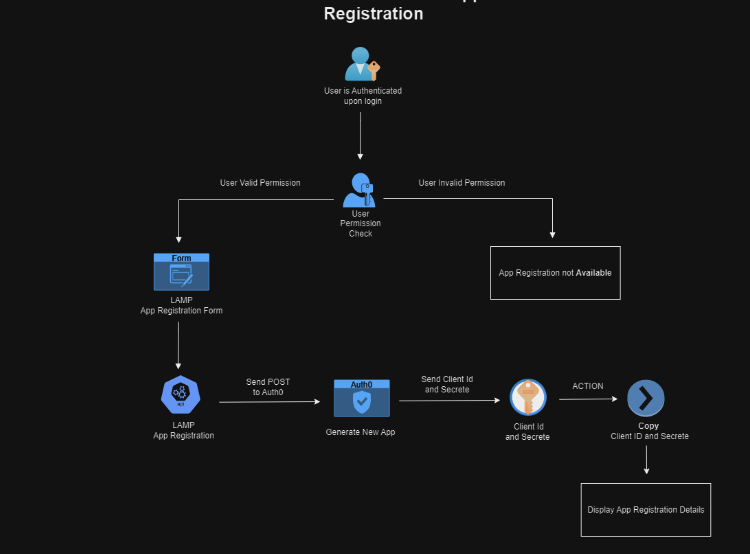 Registration
User is Authenticated
upon login
User Valid Permission
User Invalid Permission
User
Permission
Check
Form
App Registration not Available
LAMP
App Registration Form
Send POST
to Auth0
Auth0
Send Client Id
and Secrete
ACTION
LAMP
App Registration
Generate New App
Client Id
and Secrete
Copy
Client ID and Secrete
Display App Registration Details